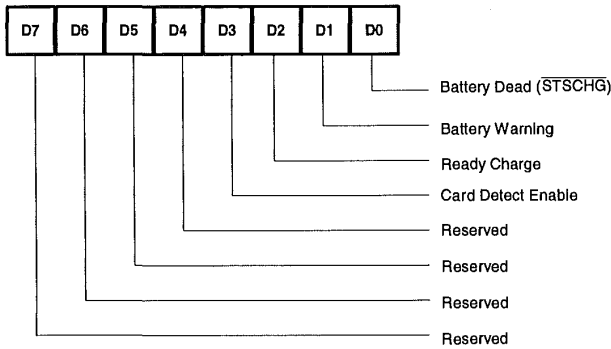 D7 D6 D5 D4 D3 D2 D1 D0
Battery Dead (S̅T̅S̅C̅H̅G̅)
Battery Warning
Ready Charge
Card Detect Enable
Reserved
Reserved
Reserved
Reserved